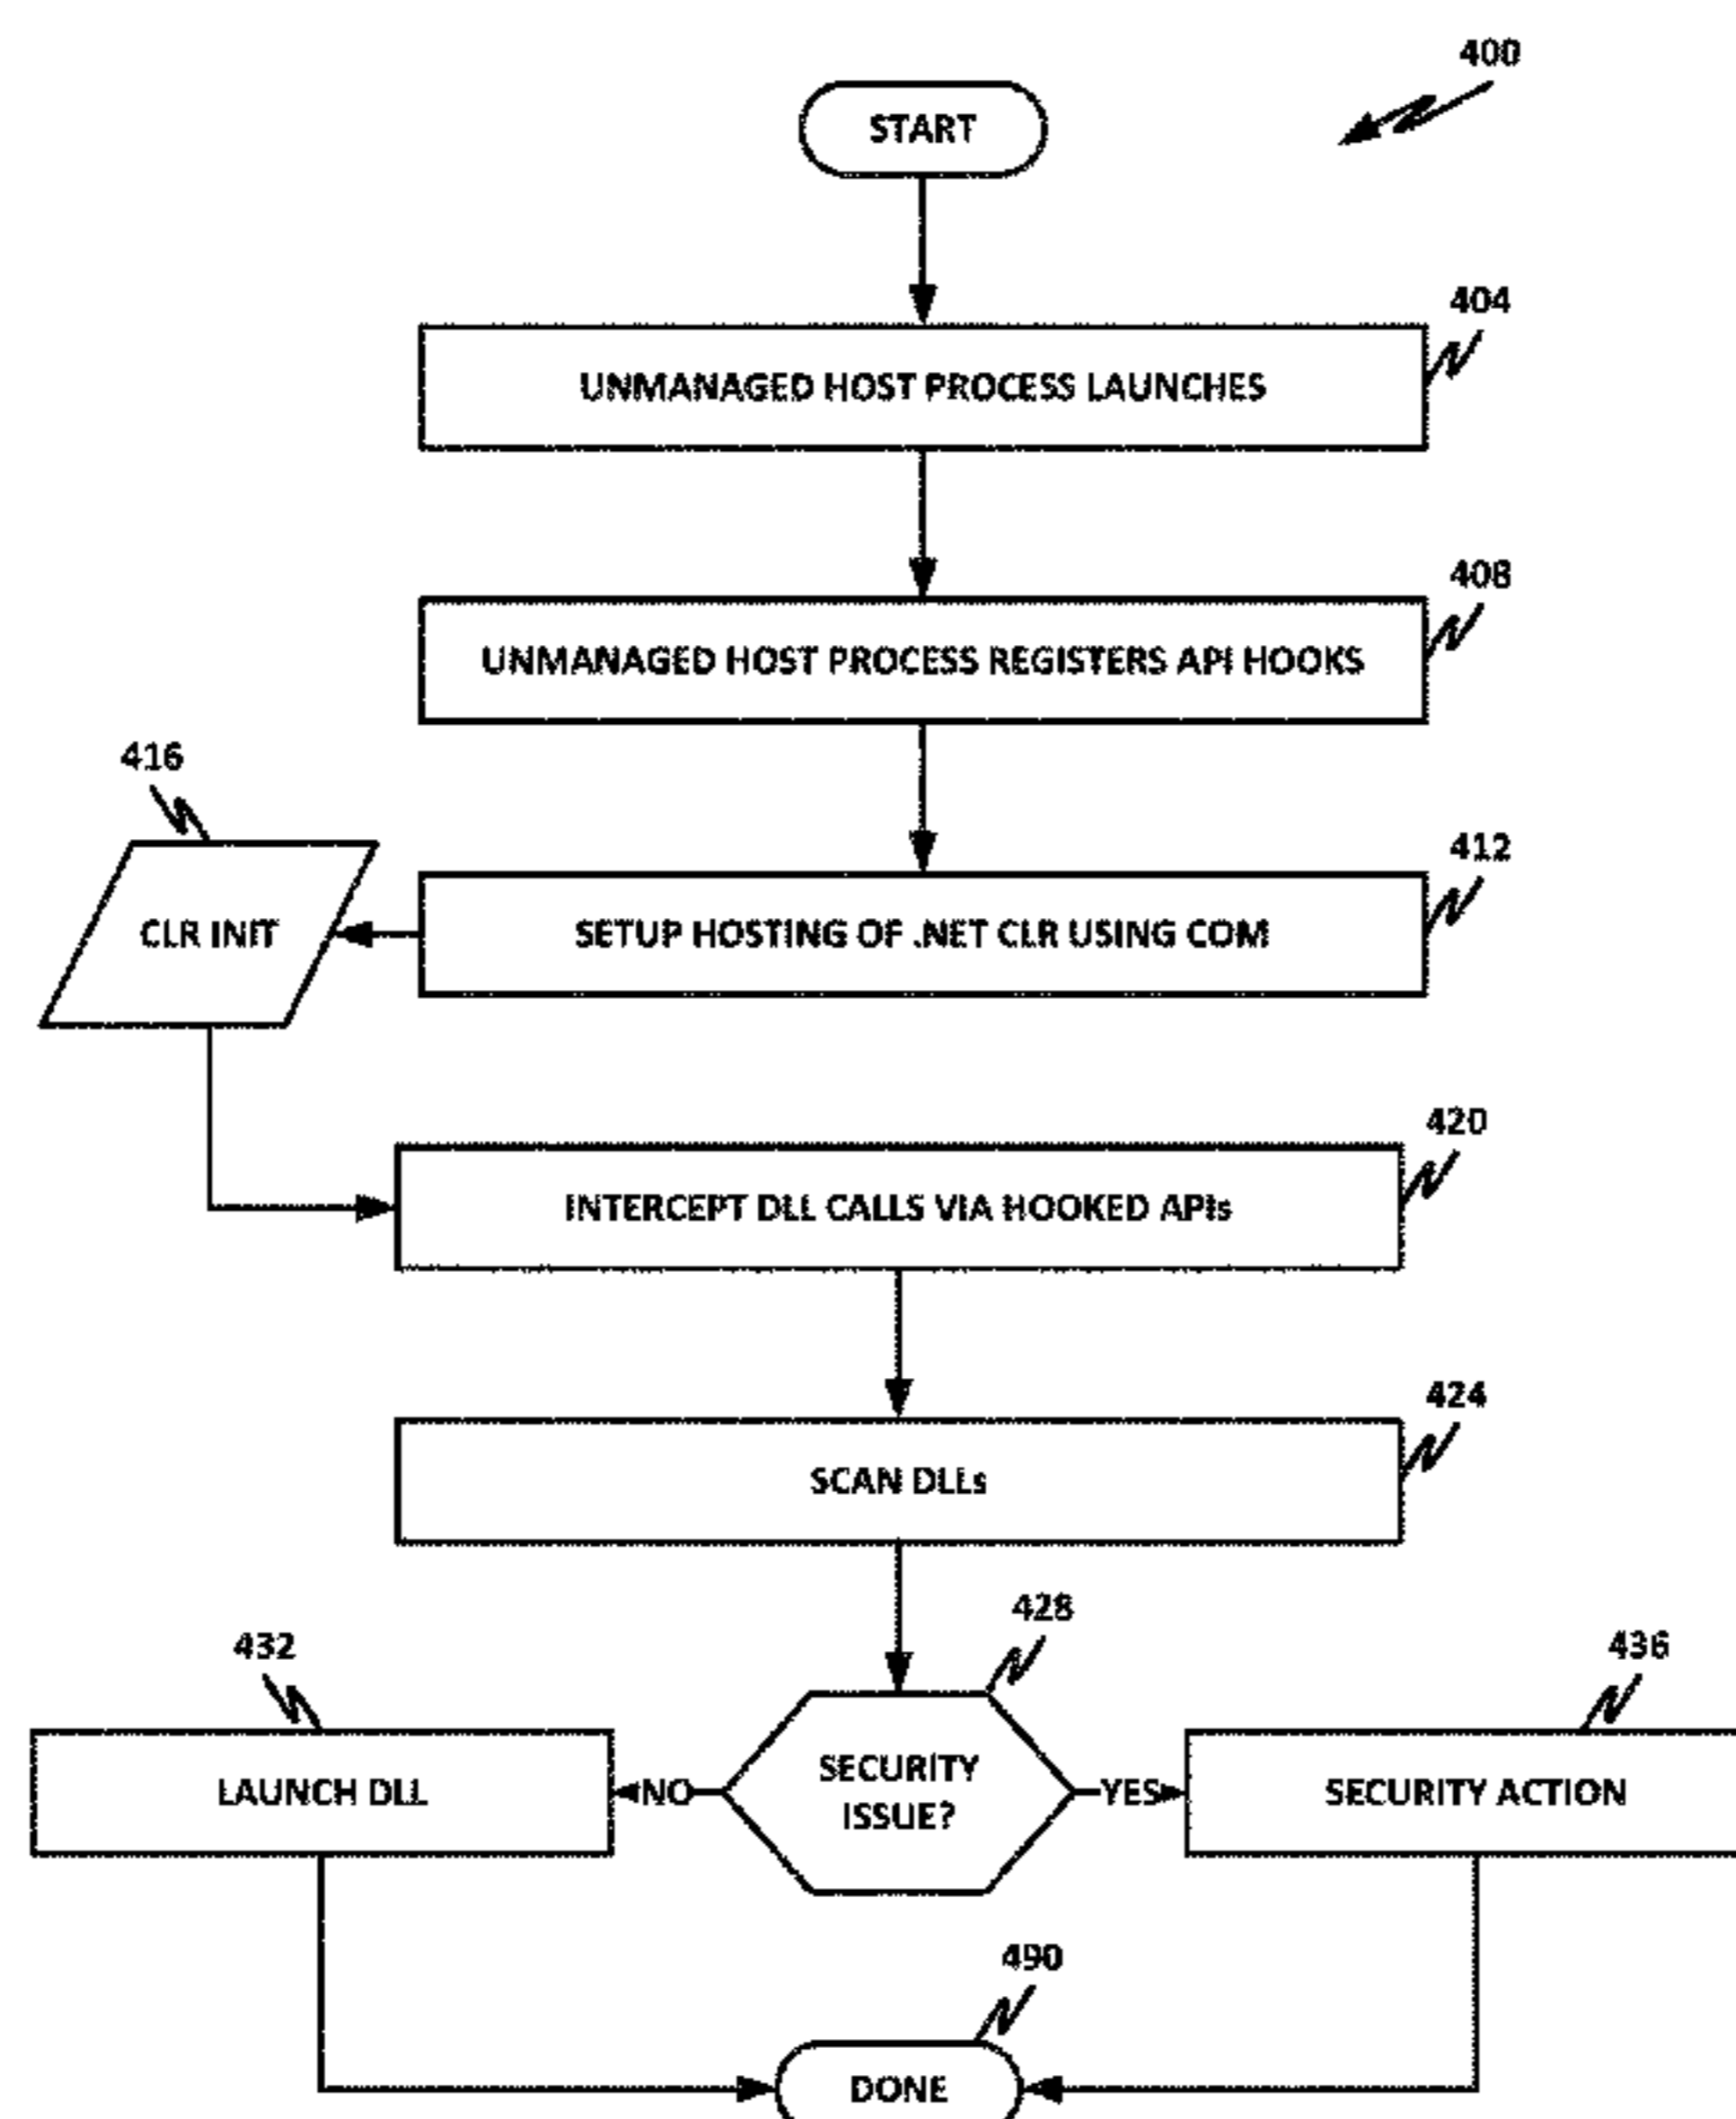 400
START
404
UNMANAGED HOST PROCESS LAUNCHES
408
UNMANAGED HOST PROCESS REGISTERS API HOOKS
416
412
CLR INIT
SETUP HOSTING OF .NET CLR USING COM
420
INTERCEPT DLL CALLS VIA HOOKED APIs
424
SCAN DLLs
428
432
436
LAUNCH DLL
NO
SECURITY
ISSUE?
YES
SECURITY ACTION
490
DONE